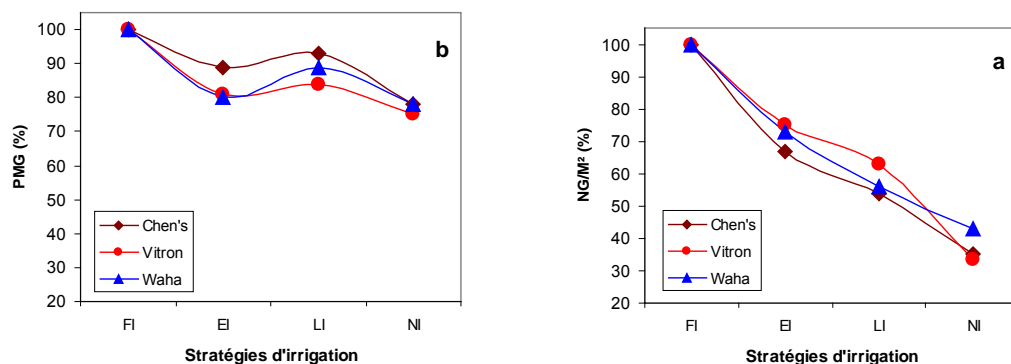 b
PMG (%)
100
90
80
70
60
50
40
30
20
Chen's
Vitron
Waha
FI EI LI NI
Stratégies d'irrigation
a
NG/M² (%)
100
90
80
70
60
50
40
30
20
Chen's
Vitron
Waha
FI EI LI NI
Stratégies d'irrigation